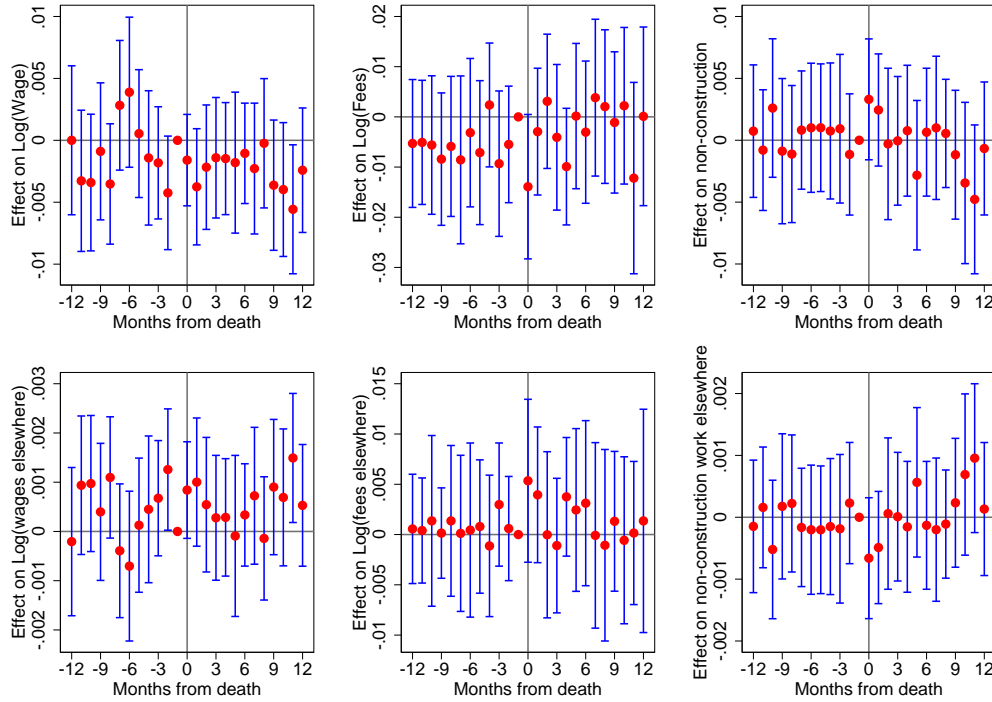 Effect on Log(Wage)
.01
.005
0
-.005
-.01
-12 -9 -6 -3 0 3 6 9 12
Months from death
Effect on Log(Fees)
.02
.01
0
-.01
-.02
-.03
-12 -9 -6 -3 0 3 6 9 12
Months from death
Effect non-construction
.01
.005
0
-.005
-.01
-12 -9 -6 -3 0 3 6 9 12
Months from death
Effect on Log(wages elsewhere)
.003
.002
.001
0
-.001
-.002
-12 -9 -6 -3 0 3 6 9 12
Months from death
Effect on Log(fees elsewhere)
.015
.01
.005
0
-.005
-.01
-12 -9 -6 -3 0 3 6 9 12
Months from death
Effect on non-construction work elsewhere
.002
.001
0
-.001
-.002
-12 -9 -6 -3 0 3 6 9 12
Months from death